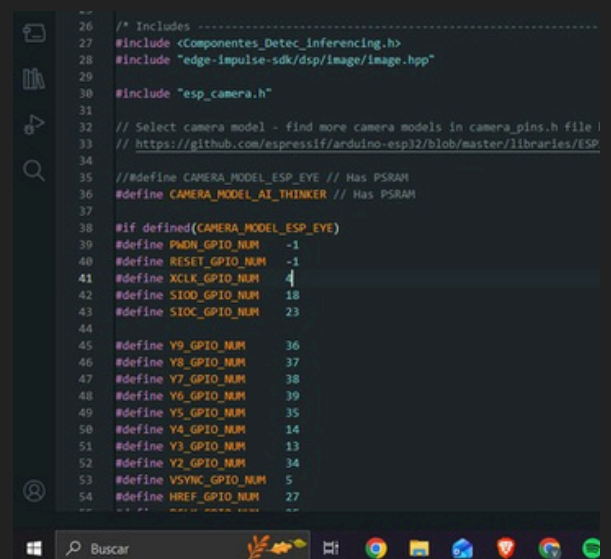 26 /* Includes ----------------------------------------------------
27 #include <Componentes_Detec_inferencing.h>
28 #include "edge-impulse-sdk/dsp/image/image.hpp"
29
30 #include "esp_camera.h"
31
32 // Select camera model - find more camera models in camera_pins.h file
33 // https://github.com/espressif/arduino-esp32/blob/master/libraries/ESP
34
35 //#define CAMERA_MODEL_ESP_EYE // Has PSRAM
36 #define CAMERA_MODEL_AI_THINKER // Has PSRAM
37
38 #if defined(CAMERA_MODEL_ESP_EYE)
39 #define PWDN_GPIO_NUM -1
40 #define RESET_GPIO_NUM -1
41 #define XCLK_GPIO_NUM 4
42 #define SIOD_GPIO_NUM 18
43 #define SIOC_GPIO_NUM 23
44
45 #define Y9_GPIO_NUM 36
46 #define Y8_GPIO_NUM 37
47 #define Y7_GPIO_NUM 38
48 #define Y6_GPIO_NUM 39
49 #define Y5_GPIO_NUM 35
50 #define Y4_GPIO_NUM 14
51 #define Y3_GPIO_NUM 13
52 #define Y2_GPIO_NUM 34
53 #define VSYNC_GPIO_NUM 5
54 #define HREF_GPIO_NUM 27
Buscar